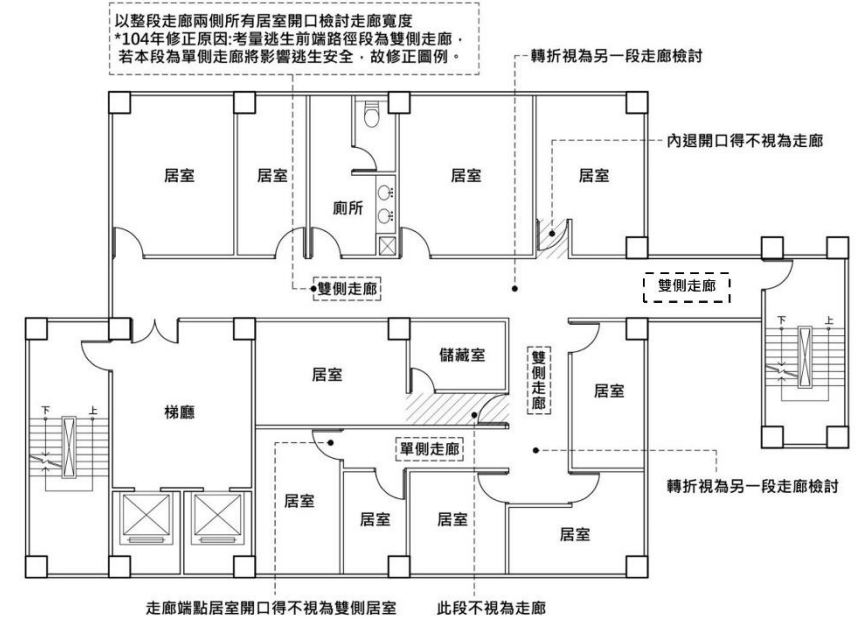 以整段走廊兩側所有居室開口檢討走廊寬度
*104年修正原因:考量逃生前端路徑段為雙側走廊，
若本段為單側走廊將影響逃生安全，故修正圖例。
轉折視為另一段走廊檢討
內退開口得不視為走廊
居室
居室
廁所
居室
居室
雙側走廊
雙側走廊
下
上
居室
儲藏室
雙側走廊
居室
梯廳
下
上
單側走廊
轉折視為另一段走廊檢討
居室
居室
居室
居室
走廊端點居室開口得不視為雙側居室
此段不視為走廊